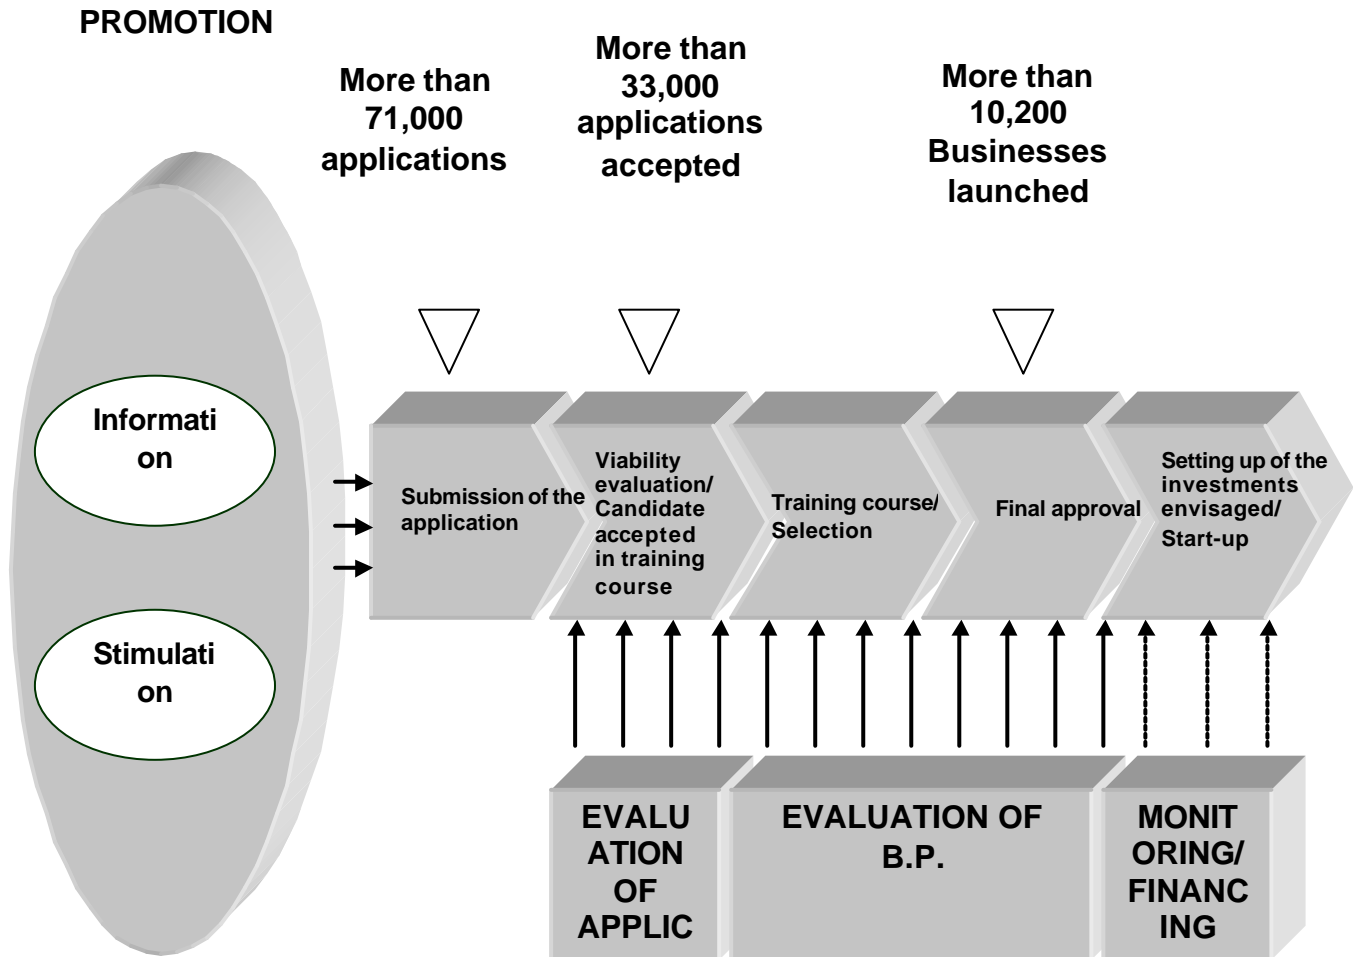 PROMOTION
More than
71,000
applications
More than
33,000
applications
accepted
More than
10,200
Businesses
launched
Informati
on
Stimulati
on
Submission of the
application
Viability
evaluation/
Candidate
accepted
in training
course
Training course/
Selection
Final approval
Setting up of the
investments
envisaged/
Start-up
EVALU
ATION
OF
APPLIC
EVALUATION OF
B.P.
MONIT
ORING/
FINANC
ING